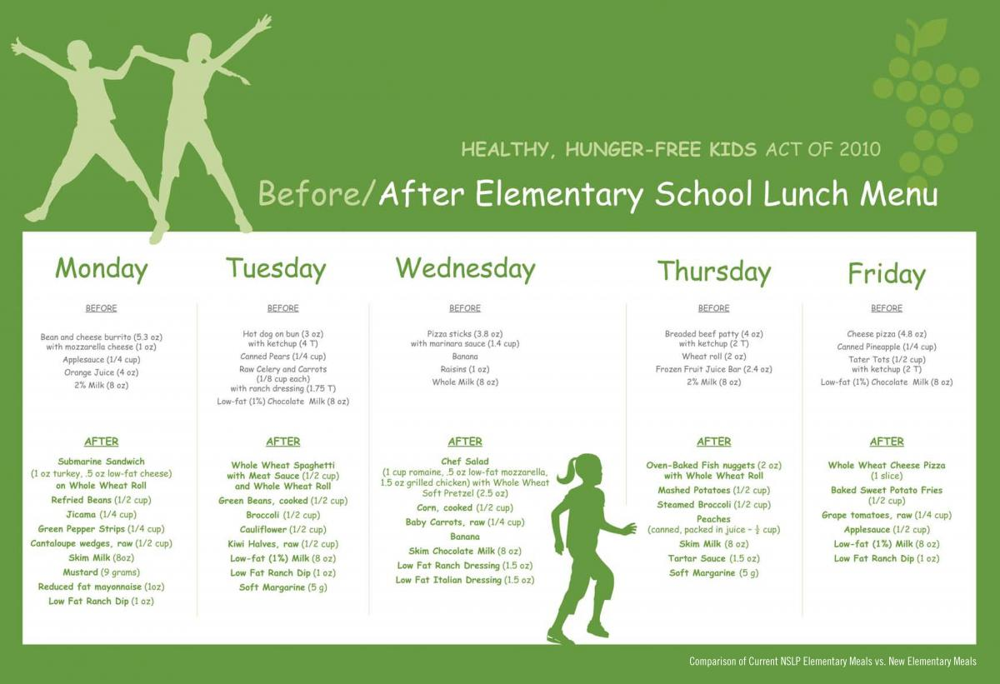 HEALTHY, HUNGER-FREE KIDS ACT OF 2010
Before/After Elementary School Lunch Menu
Monday
BEFORE
Bean and cheese burrito (5.3 oz)
with mozzarella cheese (1 oz)
Applesauce (1/4 cup)
Orange Juice (4 oz)
2% Milk (8 oz)
AFTER
Submarine Sandwich
(1 oz turkey, .5 oz low-fat cheese)
on Whole Wheat Roll
Refried Beans (1/2 cup)
Jicama (1/4 cup)
Green Pepper Strips (1/4 cup)
Cantaloupe wedges, raw (1/2 cup)
Skim Milk (8oz)
Mustard (9 grams)
Reduced fat mayonnaise (1oz)
Low Fat Ranch Dip (1 oz)
Tuesday
BEFORE
Hot dog on bun (3 oz)
with ketchup (4 T)
Canned Pears (1/4 cup)
Raw Celery and Carrots
(1/8 cup each)
with ranch dressing (1.75 T)
Low-fat (1%) Chocolate Milk (8 oz)
AFTER
Whole Wheat Spaghetti
with Meat Sauce (1/2 cup)
and Whole Wheat Roll
Green Beans, cooked (1/2 cup)
Broccoli (1/2 cup)
Cauliflower (1/2 cup)
Kiwi Halves, raw (1/2 cup)
Low-fat (1%) Milk (8 oz)
Low Fat Ranch Dip (1 oz)
Soft Margarine (5 g)
Wednesday
BEFORE
Pizza sticks (3.8 oz)
with marinara sauce (1.4 cup)
Banana
Raisins (1 oz)
Whole Milk (8 oz)
AFTER
Chef Salad
(1 cup romaine, .5 oz low-fat mozzarella,
1.5 oz grilled chicken) with Whole Wheat
Soft Pretzel (2.5 oz)
Corn, cooked (1/2 cup)
Baby Carrots, raw (1/4 cup)
Banana
Skim Chocolate Milk (8 oz)
Low Fat Ranch Dressing (1.5 oz)
Low Fat Italian Dressing (1.5 oz)
Thursday
BEFORE
Breaded beef patty (4 oz)
with ketchup (2 T)
Wheat roll (2 oz)
Frozen Fruit Juice Bar (2.4 oz)
2% Milk (8 oz)
AFTER
Oven-Baked Fish nuggets (2 oz)
with Whole Wheat Roll
Mashed Potatoes (1/2 cup)
Steamed Broccoli (1/2 cup)
Peaches
(canned, packed in juice – ½ cup)
Skim Milk (8 oz)
Tartar Sauce (1.5 oz)
Soft Margarine (5 g)
Friday
BEFORE
Cheese pizza (4.8 oz)
Canned Pineapple (1/4 cup)
Tater Tots (1/2 cup)
with ketchup (2 T)
Low-fat (1%) Chocolate Milk (8 oz)
AFTER
Whole Wheat Cheese Pizza
(1 slice)
Baked Sweet Potato Fries
(1/2 cup)
Grape tomatoes, raw (1/4 cup)
Applesauce (1/2 cup)
Low-fat (1%) Milk (8 oz)
Low Fat Ranch Dip (1 oz)
Comparison of Current NSLP Elementary Meals vs. New Elementary Meals